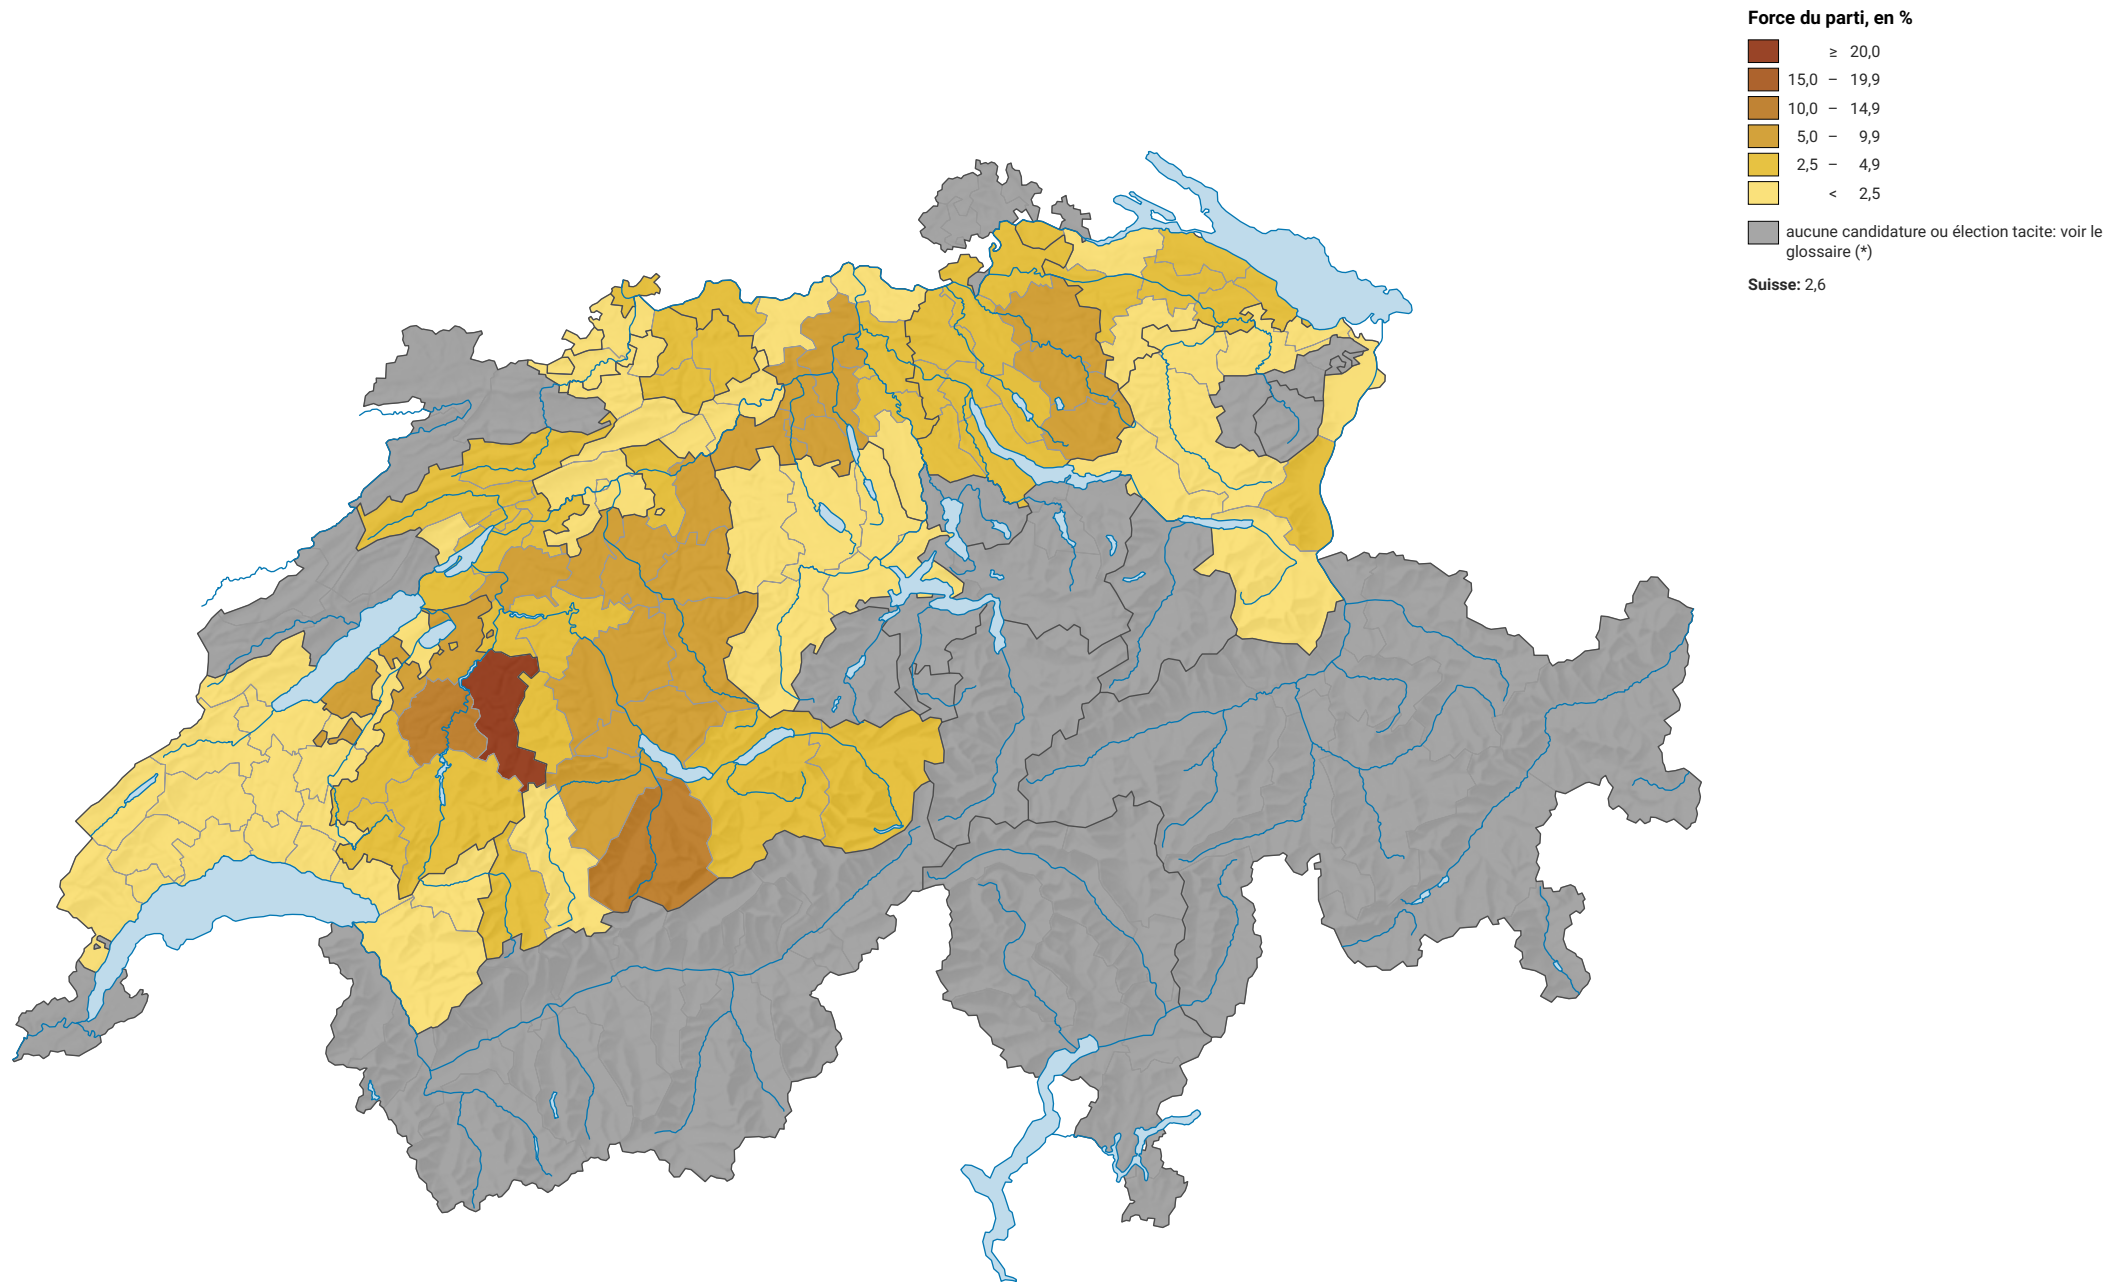 Force du parti, en %
≥ 20,0
15,0 – 19,9
10,0 – 14,9
5,0 – 9,9
2,5 – 4,9
< 2,5
aucune candidature ou élection tacite: voir le
glossaire (*)
Suisse: 2,6